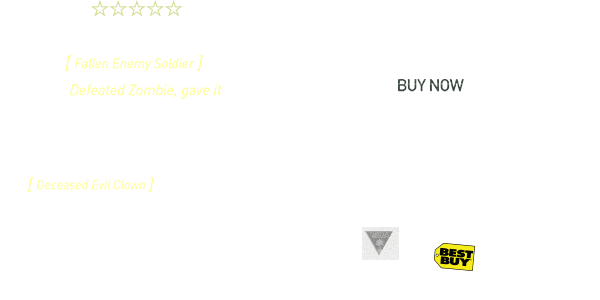 [ Fallen Enemy Soldier ]
Defeated Zombie, gave it
BUY NOW
[ Deceased Evil Clown ]
BEST
BUY